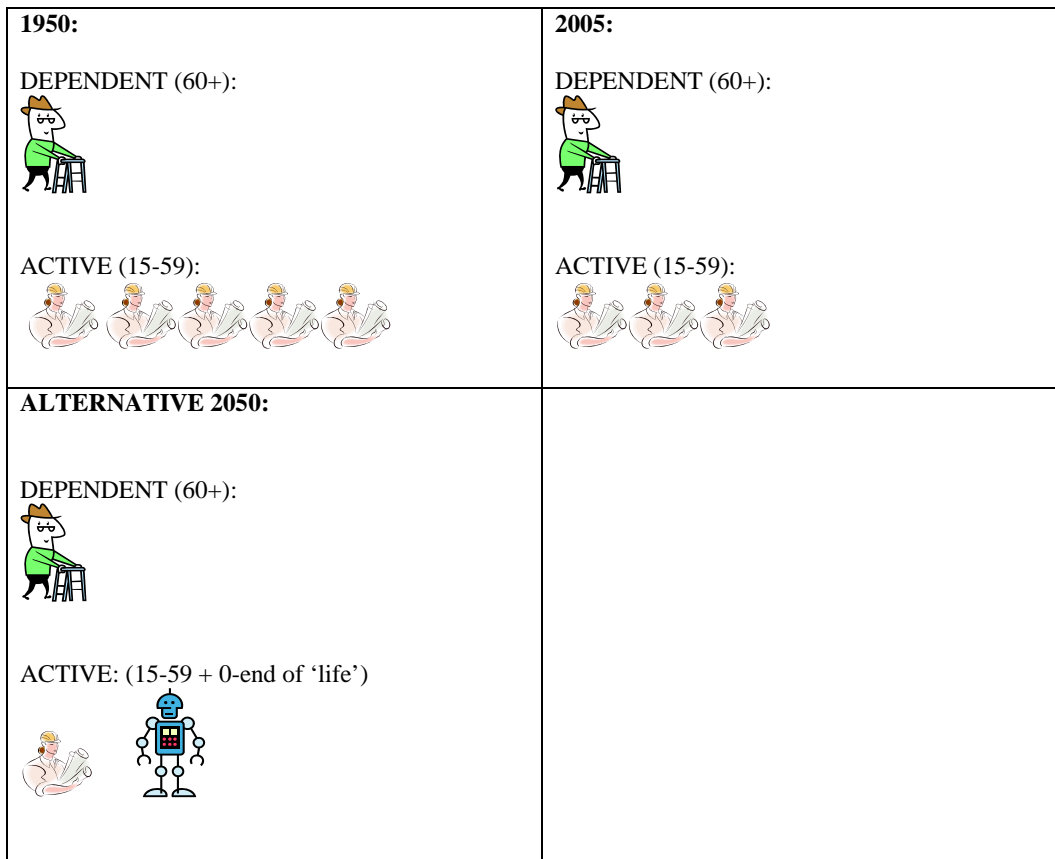 1950:
DEPENDENT (60+):
ACTIVE (15-59):
2005:
DEPENDENT (60+):
ACTIVE (15-59):
ALTERNATIVE 2050:
DEPENDENT (60+):
ACTIVE: (15-59 + 0-end of ‘life’)